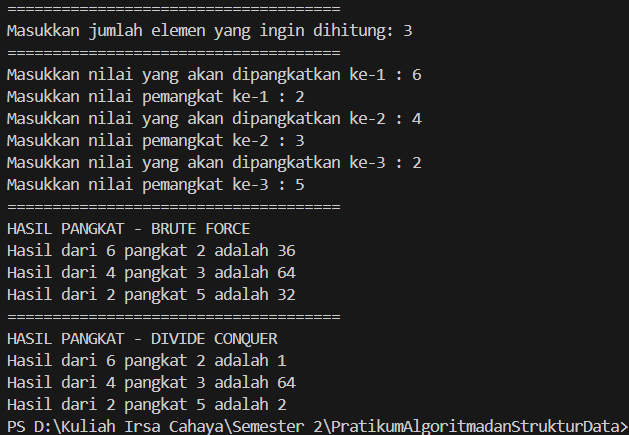 =====================================
Masukkan jumlah elemen yang ingin dihitung: 3
=====================================
Masukkan nilai yang akan dipangkatkan ke-1 : 6
Masukkan nilai pemangkat ke-1 : 2
Masukkan nilai yang akan dipangkatkan ke-2 : 4
Masukkan nilai pemangkat ke-2 : 3
Masukkan nilai yang akan dipangkatkan ke-3 : 2
Masukkan nilai pemangkat ke-3 : 5
=====================================
HASIL PANGKAT - BRUTE FORCE
Hasil dari 6 pangkat 2 adalah 36
Hasil dari 4 pangkat 3 adalah 64
Hasil dari 2 pangkat 5 adalah 32
=====================================
HASIL PANGKAT - DIVIDE CONQUER
Hasil dari 6 pangkat 2 adalah 1
Hasil dari 4 pangkat 3 adalah 64
Hasil dari 2 pangkat 5 adalah 2
PS D:\Kuliah Irsa Cahaya\Semester 2\PratikumAlgoritmadanStrukturData>